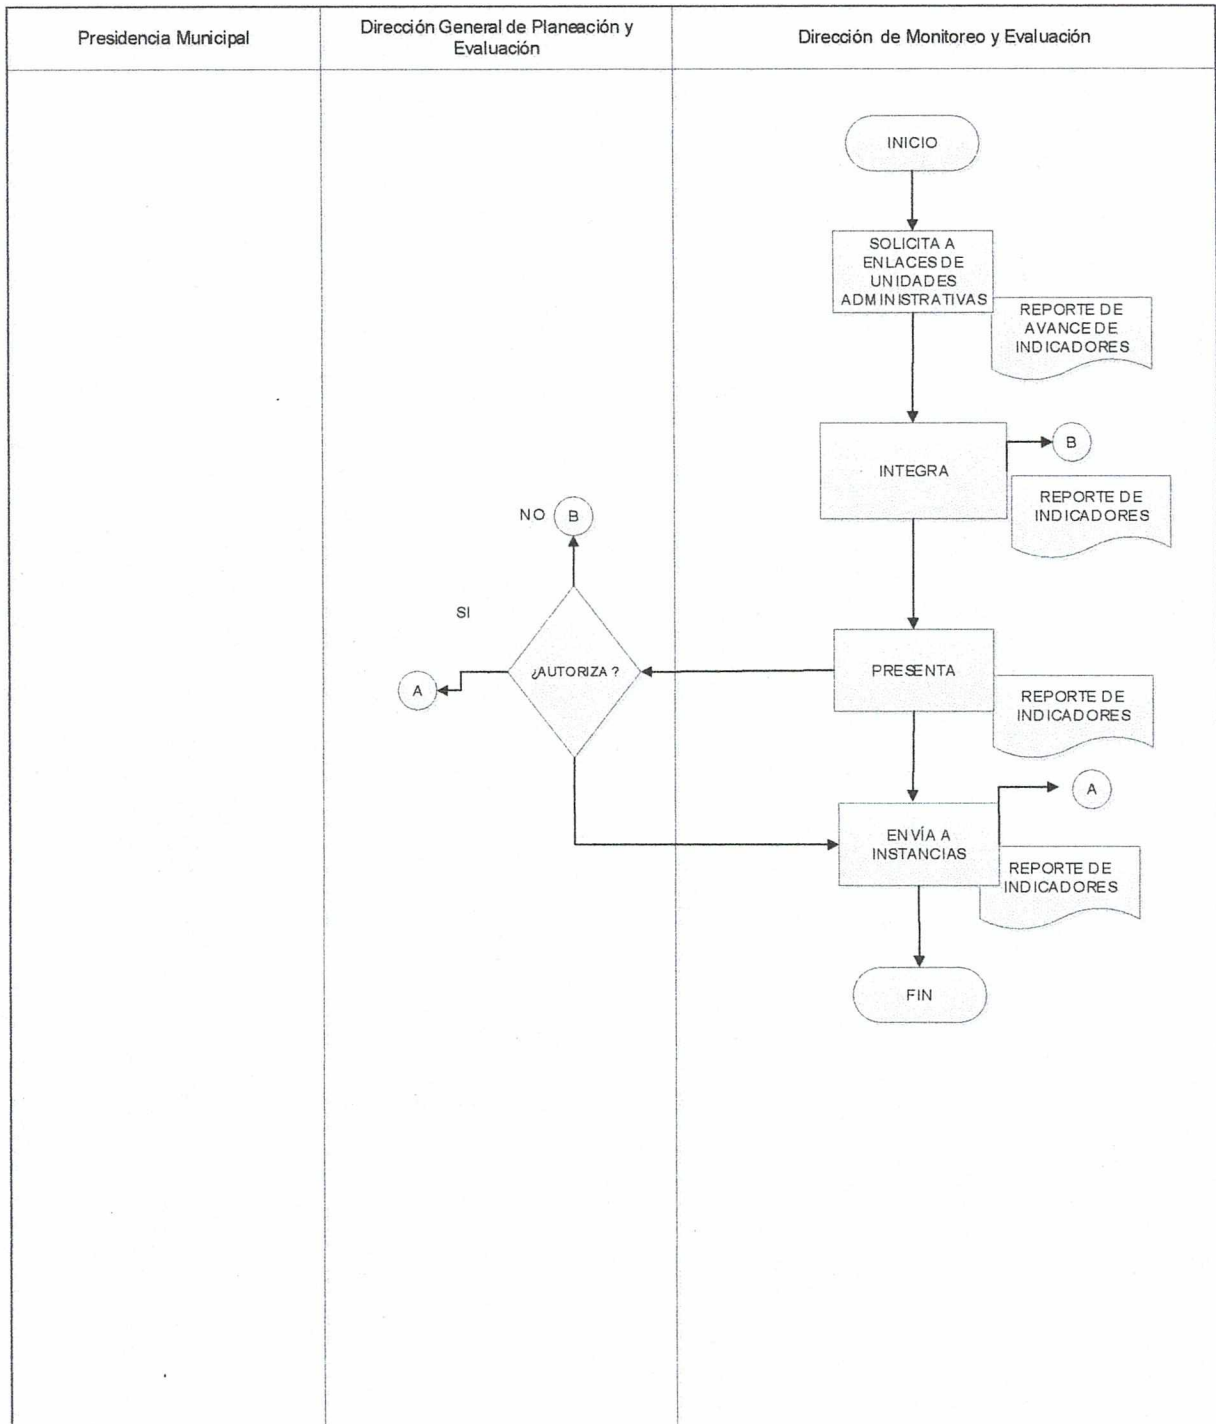 Presidencia Municipal
Dirección General de Planeación y
Evaluación
Dirección de Monitoreo y Evaluación
INICIO
SOLICITA A
ENLACES DE
UNIDADES
ADMINISTRATIVAS
REPORTE DE
AVANCE DE
INDICADORES
INTEGRA
B
REPORTE DE
INDICADORES
NO
B
SI
¿AUTORIZA?
A
PRESENTA
REPORTE DE
INDICADORES
A
ENVÍA A
INSTANCIAS
REPORTE DE
INDICADORES
FIN